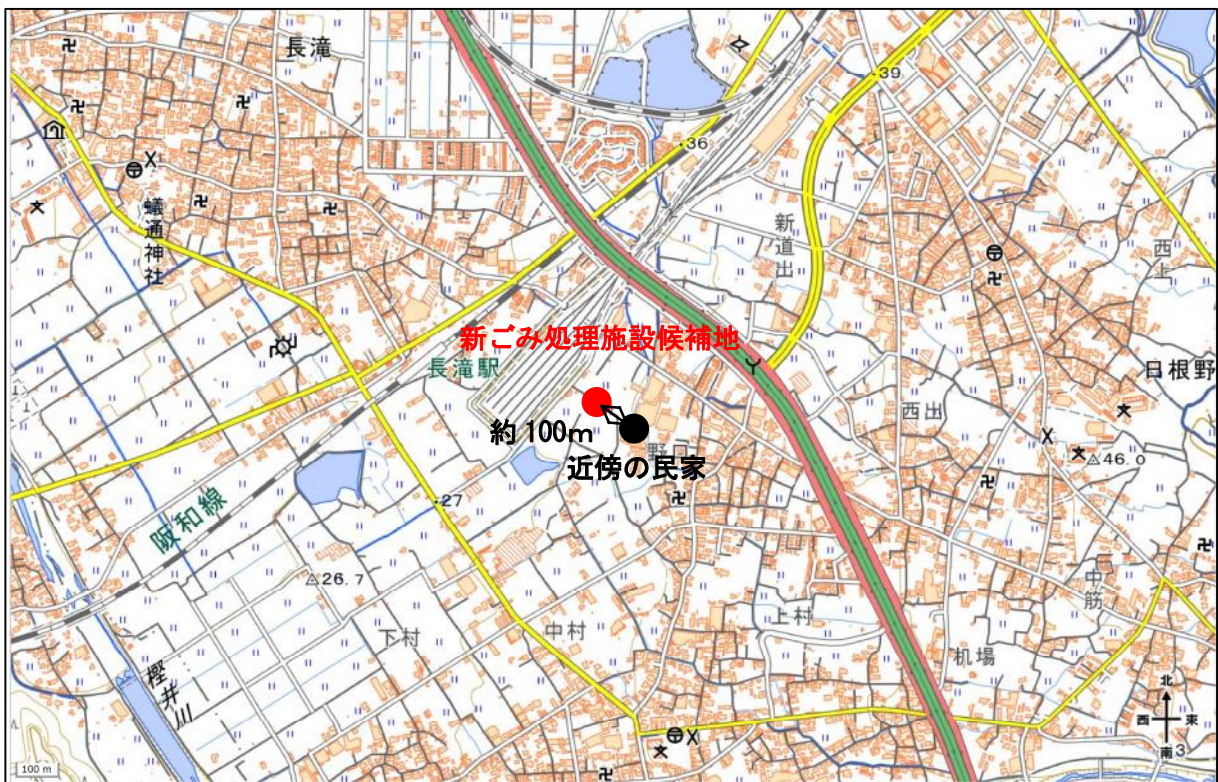 長滝
39
36
蟻通神社
新道出
西上
新ごみ処理施設候補地
長滝駅
日根野
西出
約100m
野口
近傍の民家
46.0
27
阪和線
26.7
中筋
上村
中村
下村
机場
樫井川
北
西 東
南
3
100 m